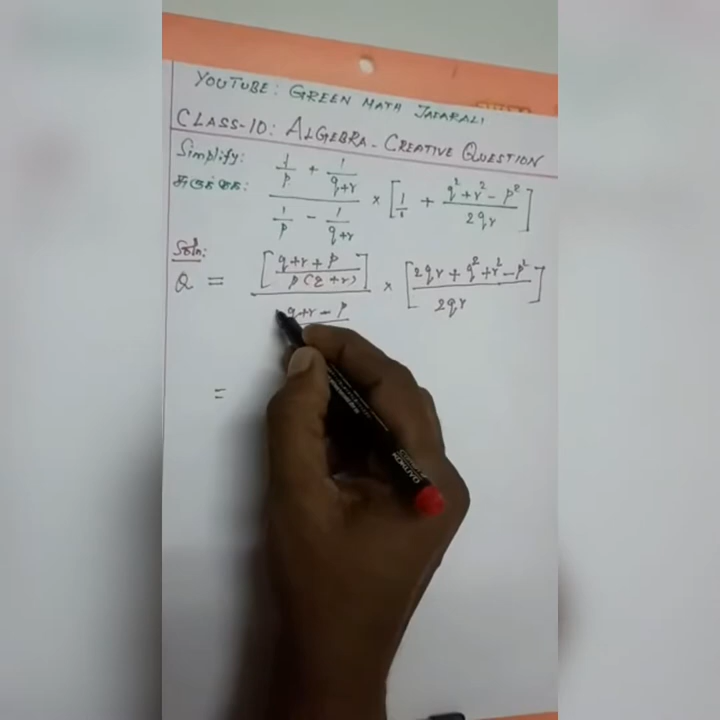 YOUTUBE: GREEN MATH JAFARALI
CLASS-10: ALGEBRA - CREATIVE QUESTION
Simplify: 1/p + 1/(q+r)
சுருக்குக: ――― × [1/1 + (q² + r² - p²)/2qr]
1/p - 1/(q+r)
Soln:
Q = [(q+r+p)/p(q+r)] × [(2qr + q² + r² - p²)/2qr]
q+r - p
=